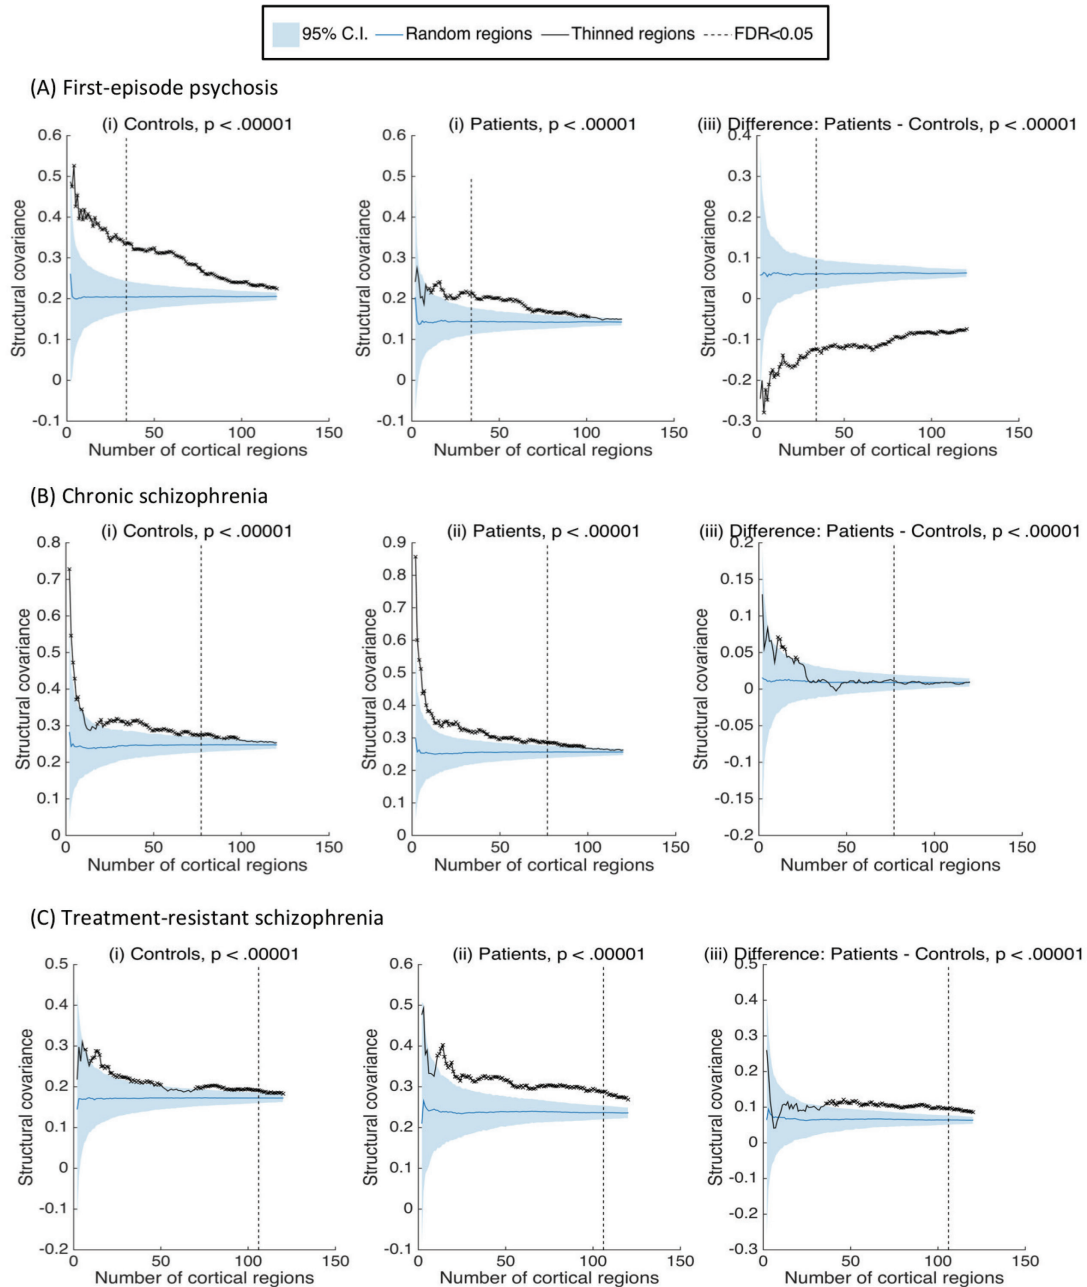 95% C.I. Random regions Thinned regions FDR<0.05
(A) First-episode psychosis
(i) Controls, p < .00001
0.6
0.5
0.4
0.3
0.2
0.1
0
-0.1
0 50 100 150
Structural covariance
Number of cortical regions
(i) Patients, p < .00001
0.6
0.5
0.4
0.3
0.2
0.1
0
-0.1
0 50 100 150
Structural covariance
Number of cortical regions
(iii) Difference: Patients - Controls, p < .00001
0.4
0.3
0.2
0.1
0
-0.1
-0.2
-0.3
0 50 100 150
Structural covariance
Number of cortical regions
(B) Chronic schizophrenia
(i) Controls, p < .00001
0.8
0.7
0.6
0.5
0.4
0.3
0.2
0.1
0
0 50 100 150
Structural covariance
Number of cortical regions
(ii) Patients, p < .00001
0.9
0.8
0.7
0.6
0.5
0.4
0.3
0.2
0.1
0
0 50 100 150
Structural covariance
Number of cortical regions
(iii) Difference: Patients - Controls, p < .00001
0.2
0.15
0.1
0.05
0
-0.05
-0.1
-0.15
-0.2
0 50 100 150
Structural covariance
Number of cortical regions
(C) Treatment-resistant schizophrenia
(i) Controls, p < .00001
0.5
0.4
0.3
0.2
0.1
0
-0.1
-0.2
0 50 100 150
Structural covariance
Number of cortical regions
(ii) Patients, p < .00001
0.6
0.5
0.4
0.3
0.2
0.1
0
-0.1
0 50 100 150
Structural covariance
Number of cortical regions
(iii) Difference: Patients - Controls, p < .00001
0.5
0.4
0.3
0.2
0.1
0
-0.1
-0.2
-0.3
0 50 100 150
Structural covariance
Number of cortical regions